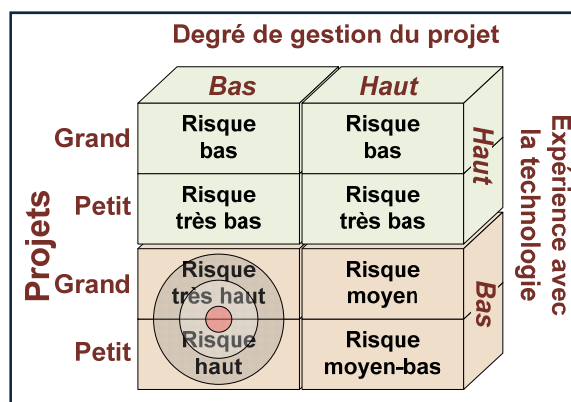 Degré de gestion du projet
Bas Haut
Grand Risque bas Risque bas
Petit Risque très bas Risque très bas
Haut
Projets
Grand Risque très haut Risque moyen
Petit Risque haut Risque moyen-bas
Bas
Expérience avec
la technologie